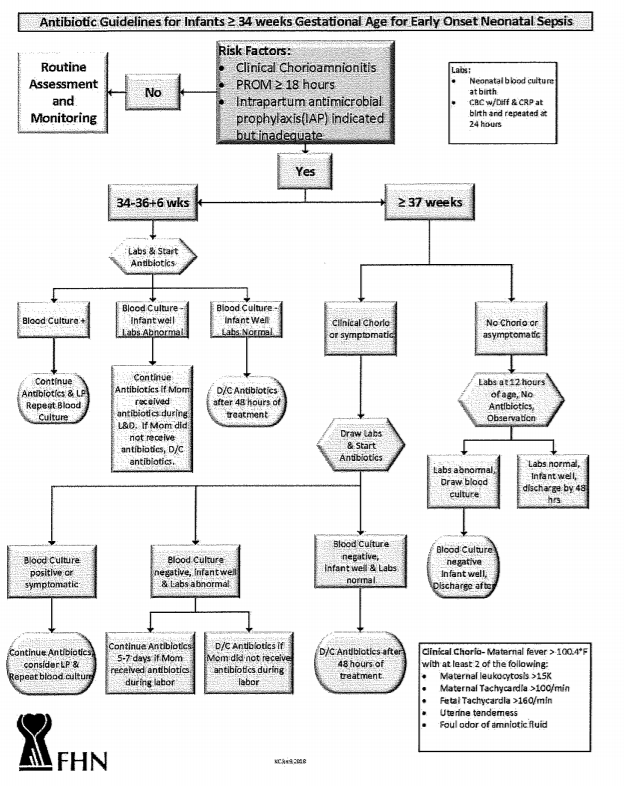 Antibiotic Guidelines for Infants ≥ 34 weeks Gestational Age for Early Onset Neonatal Sepsis
Routine
Assessment
and
Monitoring
No
Risk Factors:
• Clinical Chorioamnionitis
• PROM ≥ 18 hours
• Intrapartum antimicrobial
prophylaxis(IAP) indicated
but inadequate
Labs:
• Neonatal blood culture
at birth
• CBC w/Diff & CRP at
birth and repeated at
24 hours
Yes
34-36+6 wks
≥ 37 weeks
Labs & Start
Antibiotics
Blood Culture +
Blood Culture -
Infant well
Labs Abnormal
Blood Culture -
Infant Well
Labs Normal
Clinical Chorio
or symptomatic
No Chorio or
asymptomatic
Continue
Antibiotics & LP
Repeat Blood
Culture
Continue
Antibiotics if Mom
received
antibiotics during
L&D. If Mom did
not receive
antibiotics, D/C
antibiotics.
D/C Antibiotics
after 48 hours of
treatment
Labs at 12 hours
of age, No
Antibiotics,
Observation
Draw Labs
& Start
Antibiotics
Labs abnormal,
Draw blood
culture
Labs normal,
Infant well,
discharge by 48
hrs
Blood Culture
positive or
symptomatic
Blood Culture
negative, Infant well
& Labs abnormal
Blood Culture
negative,
Infant well & Labs
normal
Blood Culture
negative
Infant well,
Discharge after
Continue Antibiotics,
consider LP &
Repeat blood culture
Continue Antibiotics
5-7 days if Mom
received antibiotics
during labor
D/C Antibiotics if
Mom did not receive
antibiotics during
labor
D/C Antibiotics after
48 hours of
treatment
Clinical Chorio- Maternal fever > 100.4°F
with at least 2 of the following:
• Maternal leukocytosis >15K
• Maternal Tachycardia >100/min
• Fetal Tachycardia >160/min
• Uterine tenderness
• Foul odor of amniotic fluid
FHN